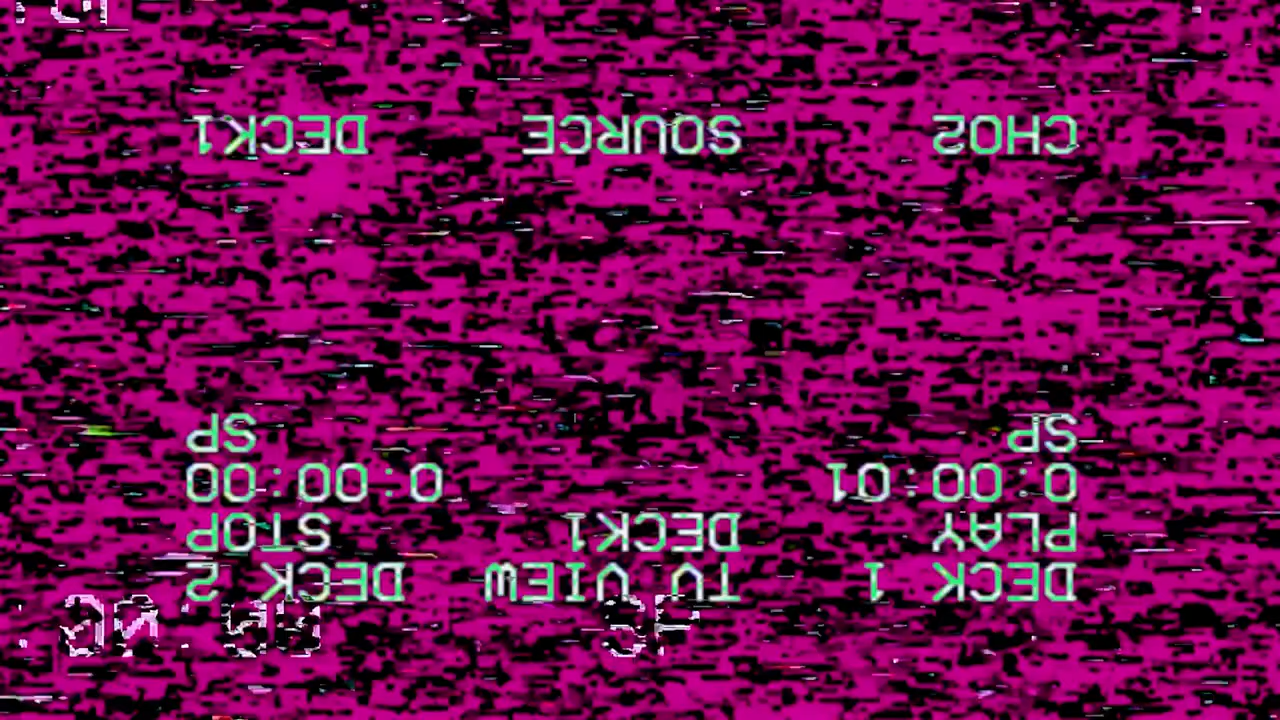 DECK 1 TV VIEW DECK 2
PLAY DECK1 STOP
0:00:01 0:00:00
SP SP
CH02 SOURCE DECK1